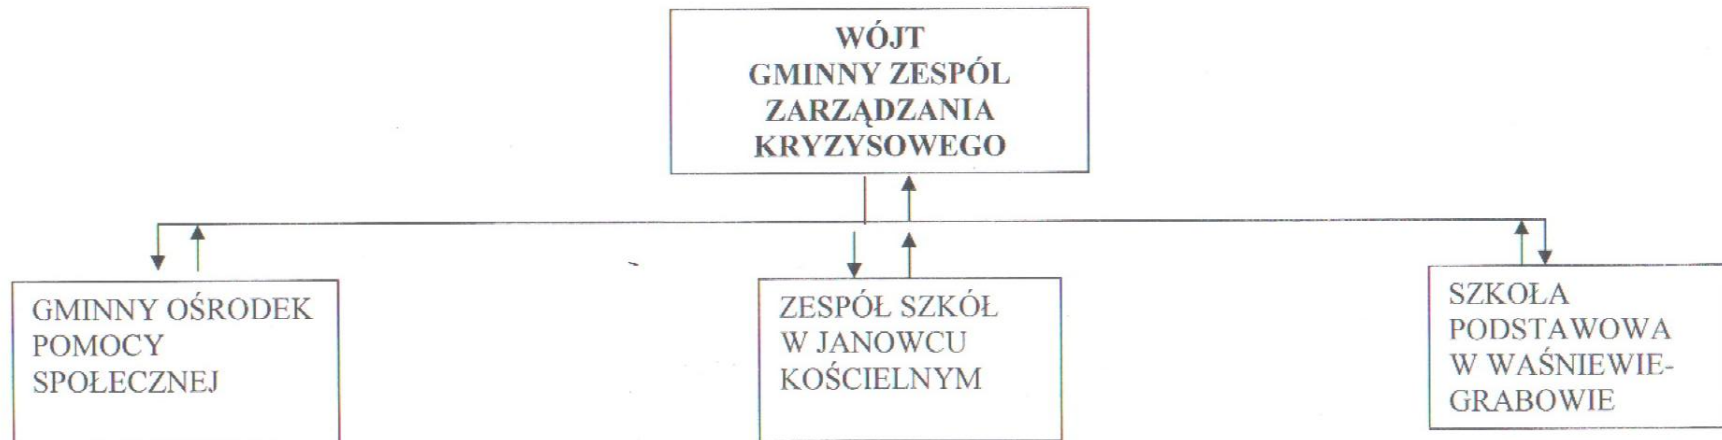 WÓJT
GMINNY ZESPÓL
ZARZĄDZANIA
KRYZYSOWEGO
GMINNY OŚRODEK
POMOCY
SPOŁECZNEJ
ZESPÓŁ SZKÓŁ
W JANOWCU
KOŚCIELNYM
SZKOŁA
PODSTAWOWA
W WAŚNIEWIE-
GRABOWIE